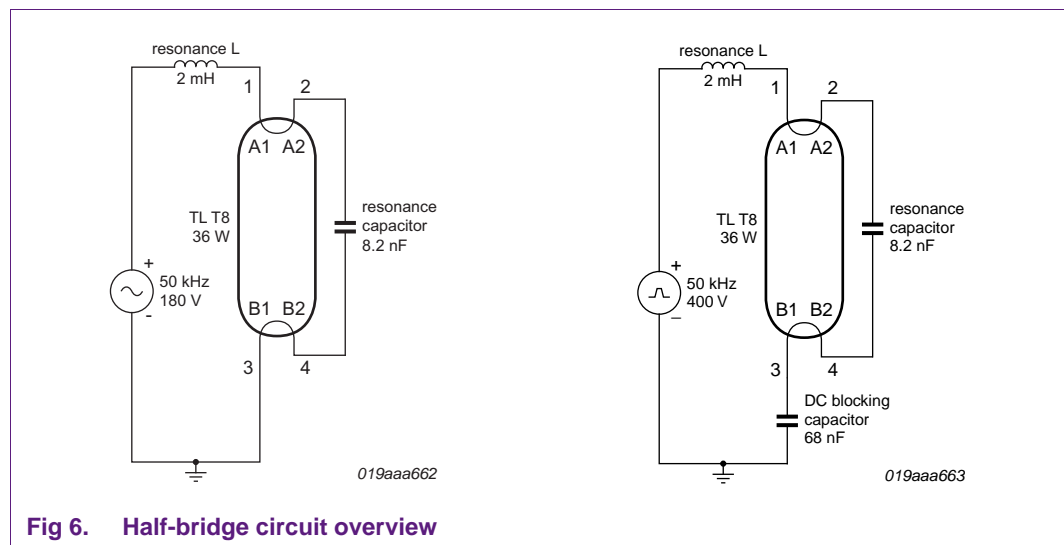 resonance L
2 mH
1
2
A1 A2
TL T8
36 W
resonance
capacitor
8.2 nF
+
50 kHz
180 V
-
B1 B2
3
4
019aaa662
resonance L
2 mH
1
2
A1 A2
TL T8
36 W
resonance
capacitor
8.2 nF
+
50 kHz
400 V
–
B1 B2
3
4
DC blocking
capacitor
68 nF
019aaa663
Fig 6. Half-bridge circuit overview